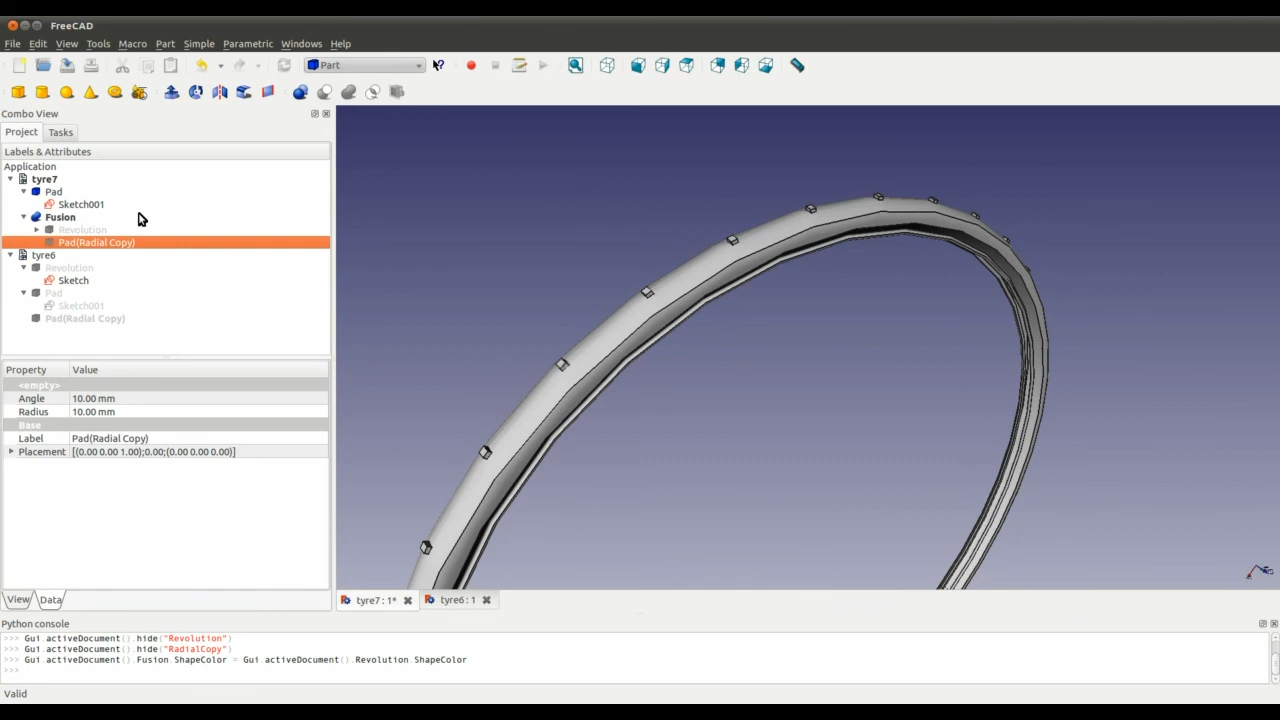 FreeCAD
File Edit View Tools Macro Part Simple Parametric Windows Help
Part
Combo View
Project Tasks
Labels & Attributes
Application
tyre7
Pad
Sketch001
Fusion
Revolution
Pad(Radial Copy)
tyre6
Revolution
Sketch
Pad
Sketch001
Pad(Radial Copy)
Property Value
<empty>
Angle 10.00 mm
Radius 10.00 mm
Base
Label Pad(Radial Copy)
Placement [(0.00 0.00 1.00);0.00;(0.00 0.00 0.00)]
View Data
tyre7 : 1* tyre6 : 1
Python console
>>> Gui.activeDocument().hide("Revolution")
>>> Gui.activeDocument().hide("RadialCopy")
>>> Gui.activeDocument().Fusion.ShapeColor = Gui.activeDocument().Revolution.ShapeColor
>>>
Valid